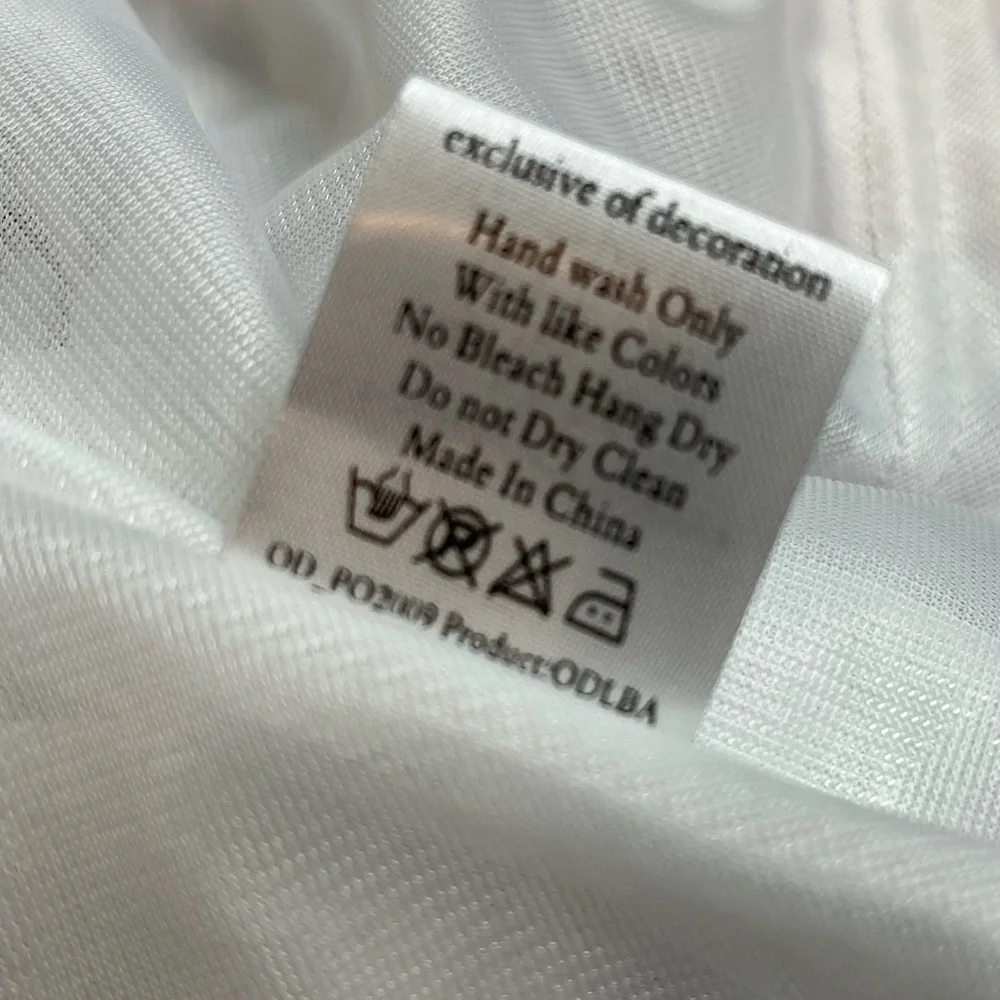 exclusive of decoration
Hand wash Only
With like Colors
No Bleach Hang Dry
Do not Dry Clean
Made In China
OD_PO2009 Product:ODLBA